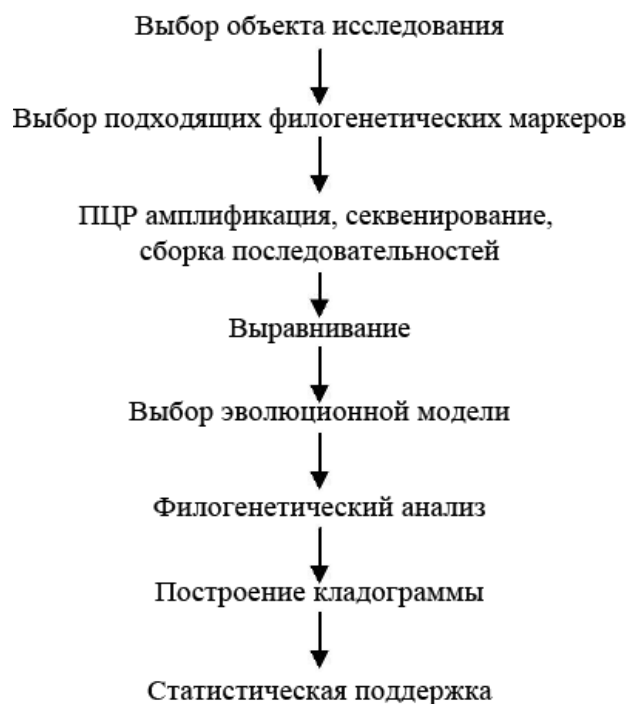 Выбор объекта исследования
Выбор подходящих филогенетических маркеров
ПЦР амплификация, секвенирование,
сборка последовательностей
Выравнивание
Выбор эволюционной модели
Филогенетический анализ
Построение кладограммы
Статистическая поддержка